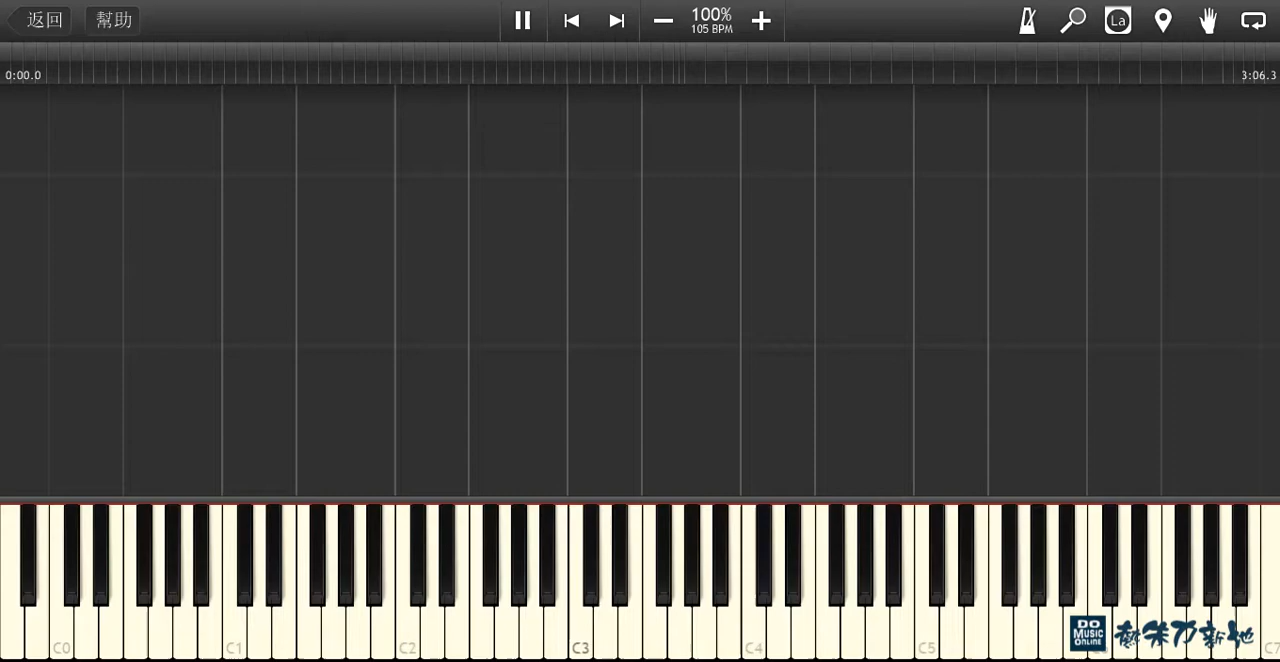 返回 幫助 100%
105 BPM
La
0:00.0 3:06.3
C0 C1 C2 C3 C4 C5 C7
DO
MUSIC
ONLINE